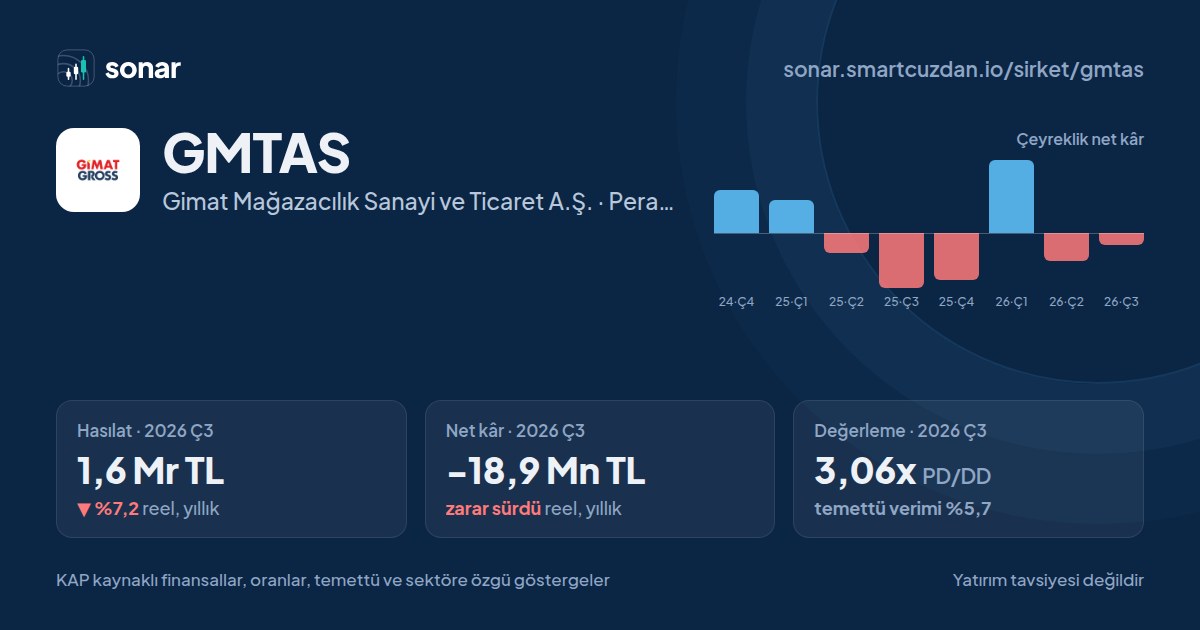 sonar
sonar.smartcuzdan.io/sirket/gmtas
GİMAT
GROSS
GMTAS
Gimat Mağazacılık Sanayi ve Ticaret A.Ş. · Pera…
Çeyreklik net kâr
24·Ç4 25·Ç1 25·Ç2 25·Ç3 25·Ç4 26·Ç1 26·Ç2 26·Ç3
Hasılat · 2026 Ç3
1,6 Mr TL
▼ %7,2 reel, yıllık
Net kâr · 2026 Ç3
−18,9 Mn TL
zarar sürdü reel, yıllık
Değerleme · 2026 Ç3
3,06x PD/DD
temettü verimi %5,7
KAP kaynaklı finansallar, oranlar, temettü ve sektöre özgü göstergeler
Yatırım tavsiyesi değildir